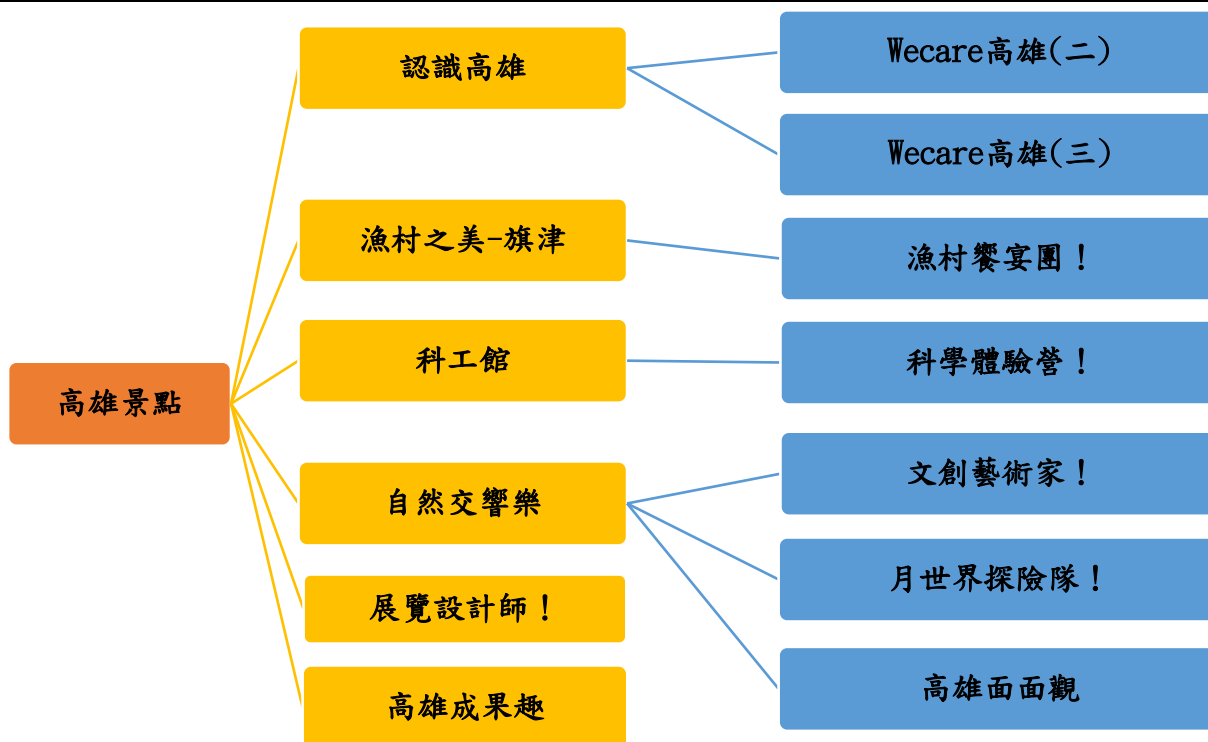 高雄景點
認識高雄
Wecare高雄(二)
Wecare高雄(三)
漁村之美-旗津
漁村饗宴團！
科工館
科學體驗營！
自然交響樂
文創藝術家！
月世界探險隊！
高雄面面觀
展覽設計師！
高雄成果趣